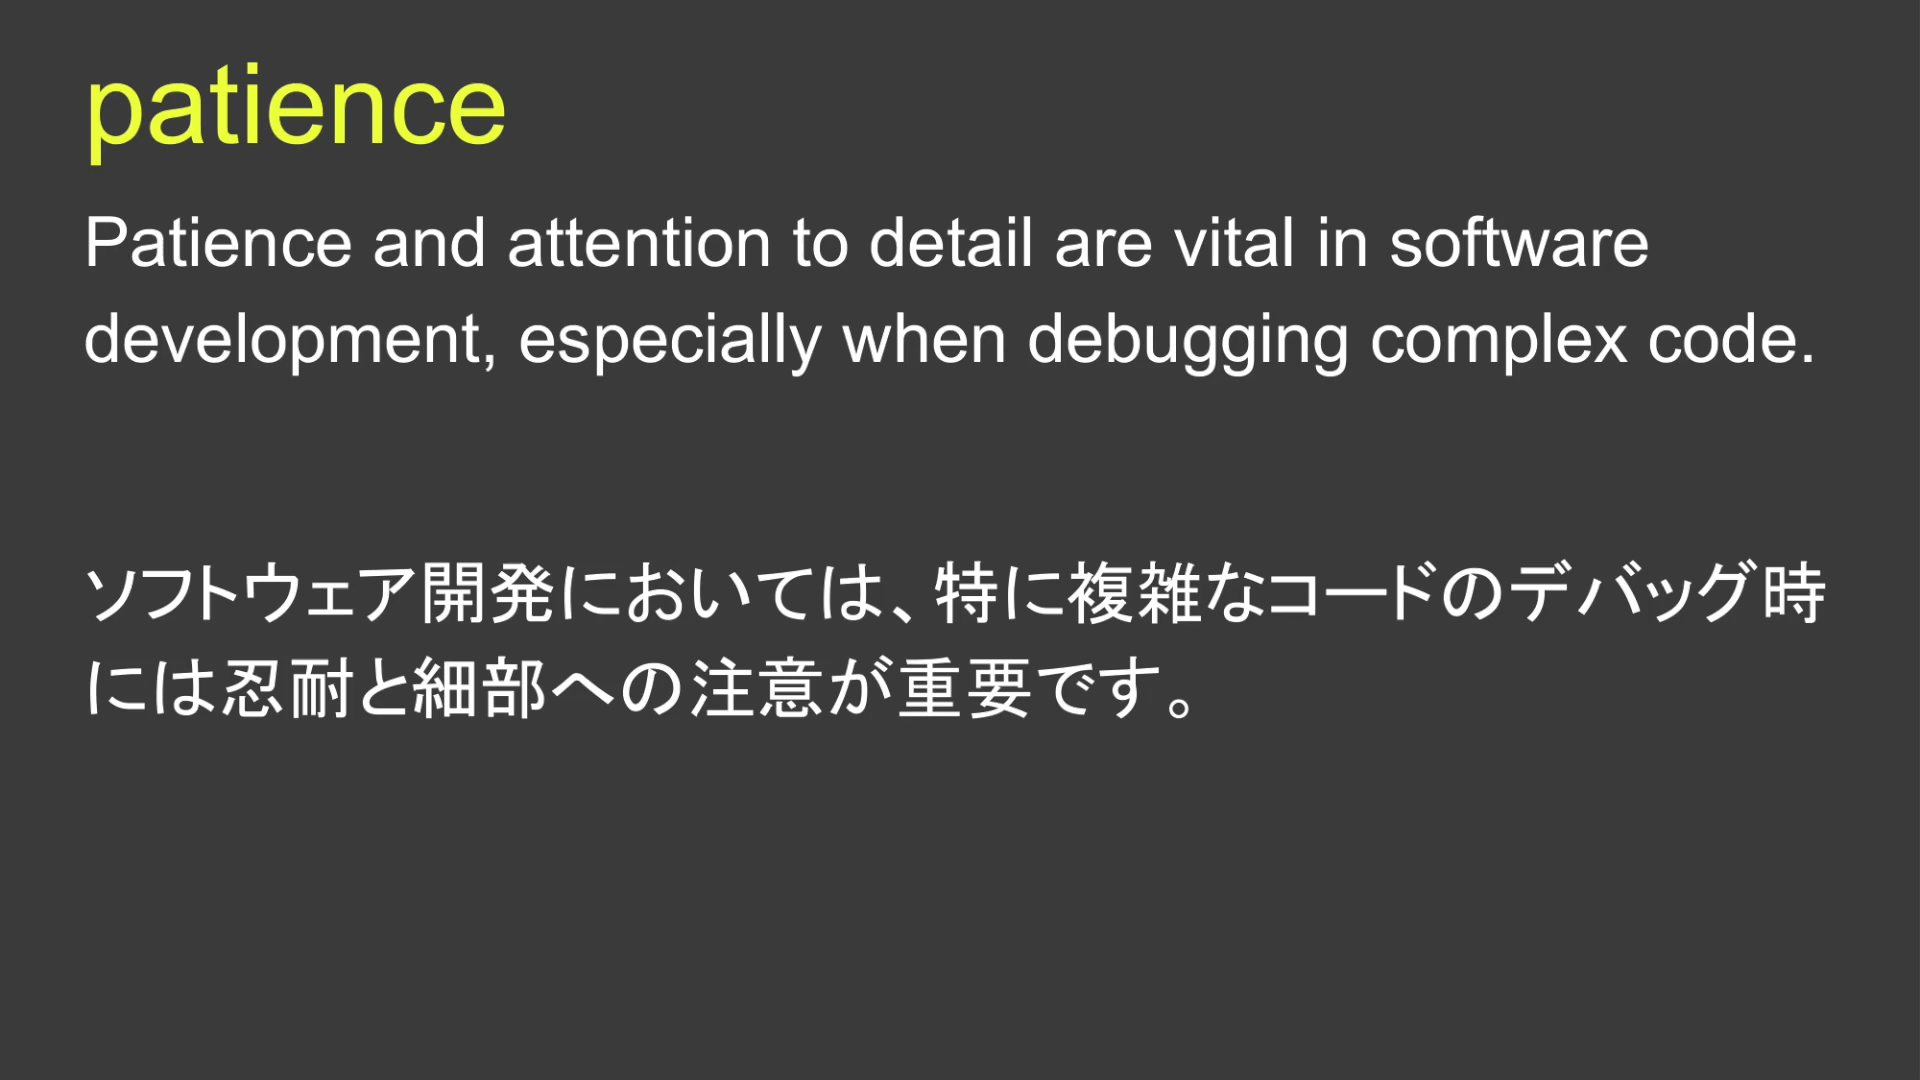 patience
Patience and attention to detail are vital in software
development, especially when debugging complex code.
ソフトウェア開発においては、特に複雑なコードのデバッグ時
には忍耐と細部への注意が重要です。